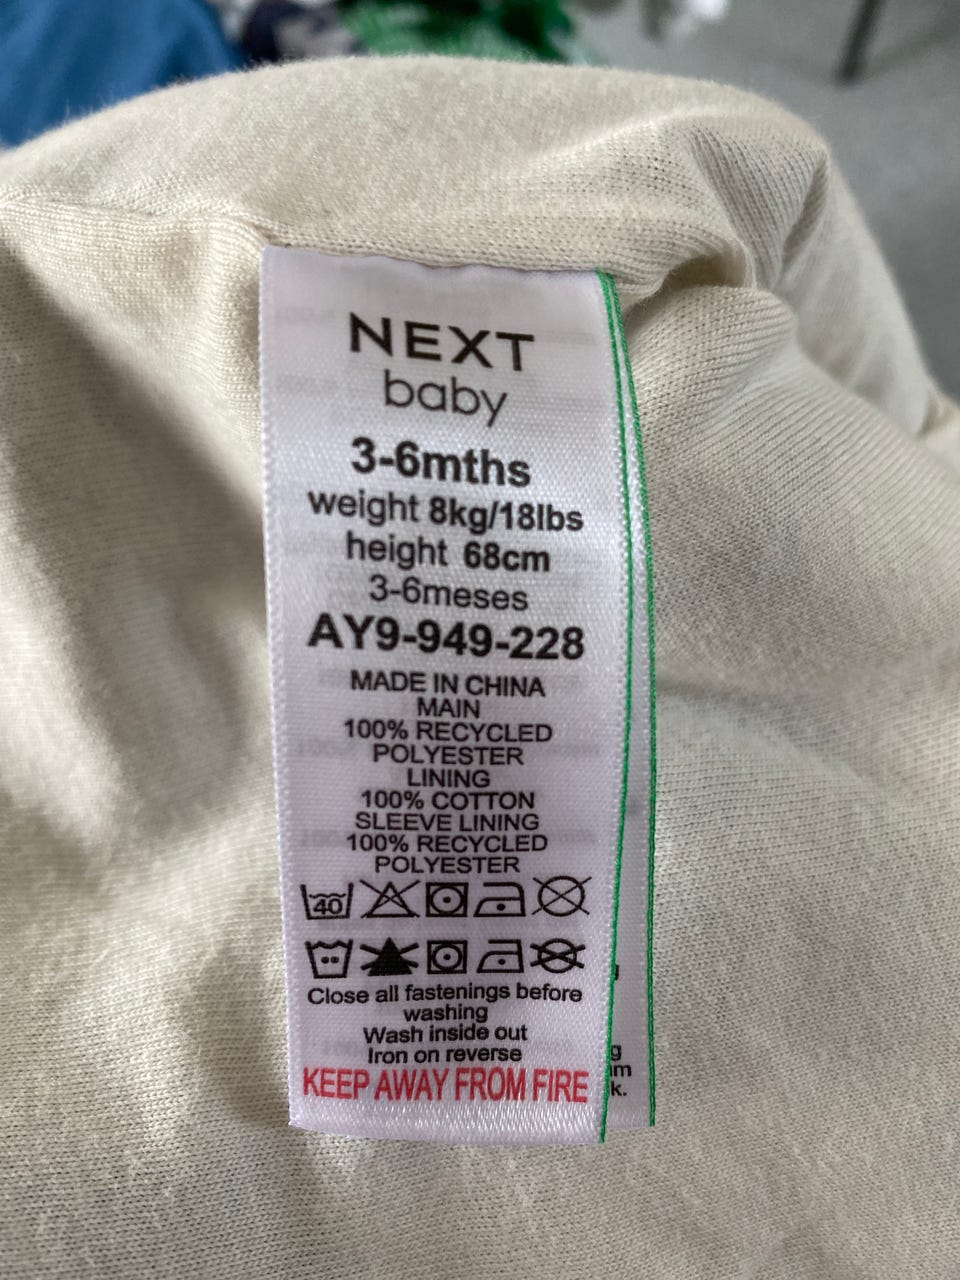 NEXT
baby
3-6mths
weight 8kg/18lbs
height 68cm
3-6meses
AY9-949-228
MADE IN CHINA
MAIN
100% RECYCLED
POLYESTER
LINING
100% COTTON
SLEEVE LINING
100% RECYCLED
POLYESTER
40
Close all fastenings before
washing
Wash inside out
Iron on reverse
KEEP AWAY FROM FIRE